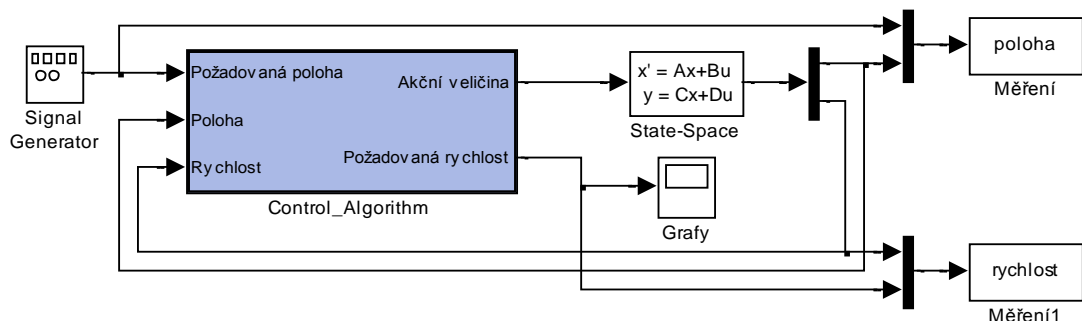 Signal
Generator
Požadovaná poloha
Poloha
Rychlost
Akční veličina
Požadovaná rychlost
Control_Algorithm
x' = Ax+Bu
y = Cx+Du
State-Space
Grafy
poloha
Měření
rychlost
Měření1